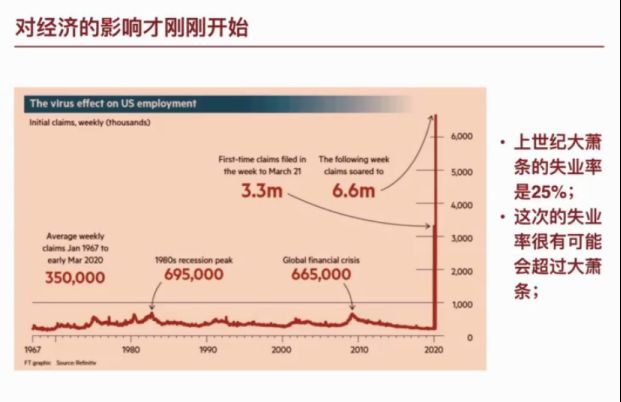 对经济的影响才刚刚开始
The virus effect on US employment
Initial claims, weekly (thousands)
First-time claims filed in
the week to March 21
3.3m
The following week
claims soared to
6.6m
Average weekly
claims Jan 1967 to
early Mar 2020
350,000
1980s recession peak
695,000
Global financial crisis
665,000
6,000
5,000
4,000
3,000
2,000
1,000
0
1967
1980
1990
2000
2010
2020
FT graphic Source: Refinitiv
• 上世纪大萧
条的失业率
是25%；
• 这次的失业
率很有可能
会超过大萧
条；